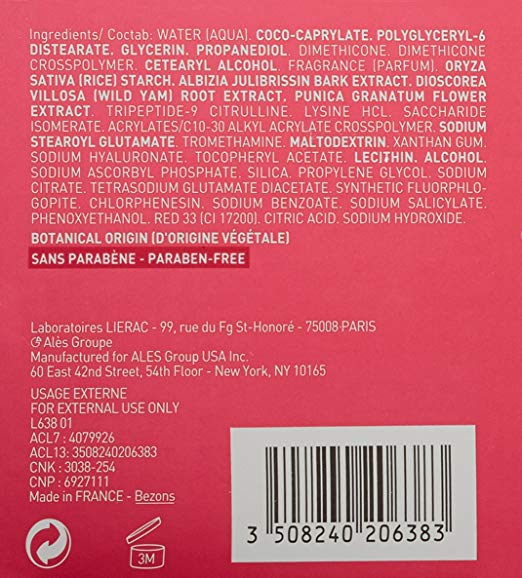 Ingredients/ Coctab: WATER (AQUA). COCO-CAPRYLATE. POLYGLYCERYL-6
DISTEARATE. GLYCERIN. PROPANEDIOL. DIMETHICONE. DIMETHICONE
CROSSPOLYMER. CETEARYL ALCOHOL. FRAGRANCE (PARFUM). ORYZA
SATIVA (RICE) STARCH. ALBIZIA JULIBRISSIN BARK EXTRACT. DIOSCOREA
VILLOSA (WILD YAM) ROOT EXTRACT, PUNICA GRANATUM FLOWER
EXTRACT. TRIPEPTIDE-9 CITRULLINE. LYSINE HCL. SACCHARIDE
ISOMERATE. ACRYLATES/C10-30 ALKYL ACRYLATE CROSSPOLYMER. SODIUM
STEAROYL GLUTAMATE. TROMETHAMINE. MALTODEXTRIN. XANTHAN GUM.
SODIUM HYALURONATE. TOCOPHERYL ACETATE. LECITHIN. ALCOHOL.
SODIUM ASCORBYL PHOSPHATE, SILICA. PROPYLENE GLYCOL. SODIUM
CITRATE. TETRASODIUM GLUTAMATE DIACETATE. SYNTHETIC FLUORPHLO-
GOPITE, CHLORPHENESIN, SODIUM BENZOATE. SODIUM SALICYLATE.
PHENOXYETHANOL. RED 33 (CI 17200). CITRIC ACID. SODIUM HYDROXIDE.
BOTANICAL ORIGIN (D'ORIGINE VÉGÉTALE)
SANS PARABÈNE - PARABEN-FREE
Laboratoires LIERAC - 99, rue du Fg St-Honoré - 75008-PARIS
Alès Groupe
Manufactured for ALES Group USA Inc.
60 East 42nd Street, 54th Floor - New York, NY 10165
USAGE EXTERNE
FOR EXTERNAL USE ONLY
L638 01
ACL7 : 4079926
ACL13: 3508240206383
CNK : 3038-254
CNP : 6927111
Made in FRANCE - Bezons
3M
3 508240 206383